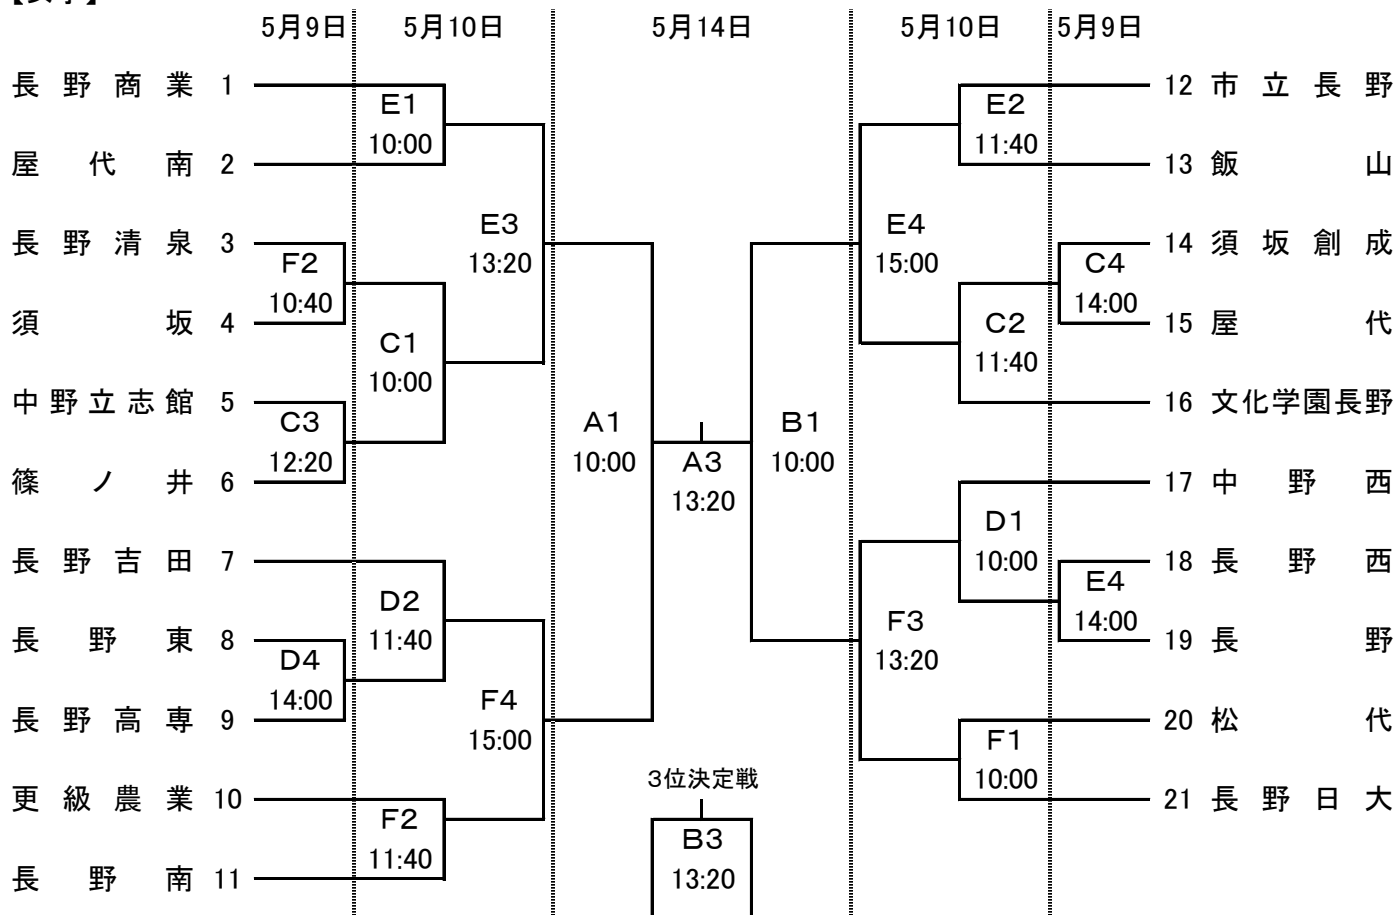 5月9日 5月10日 5月14日 5月10日 5月9日
長野商業 1
E1
10:00
屋代南 2
E3
13:20
長野清泉 3
F2
10:40
須坂 4
C1
10:00
中野立志館 5
C3
12:20
篠ノ井 6
A1
10:00
長野吉田 7
D2
11:40
長野東 8
D4
14:00
長野高専 9
F4
15:00
更級農業 10
F2
11:40
長野南 11
A3
13:20
3位決定戦
B3
13:20
B1
10:00
12 市立長野
E2
11:40
13 飯山
E4
15:00
14 須坂創成
C4
14:00
15 屋代
C2
11:40
16 文化学園長野
17 中野西
D1
10:00
18 長野西
E4
14:00
19 長野
F3
13:20
20 松代
F1
10:00
21 長野日大